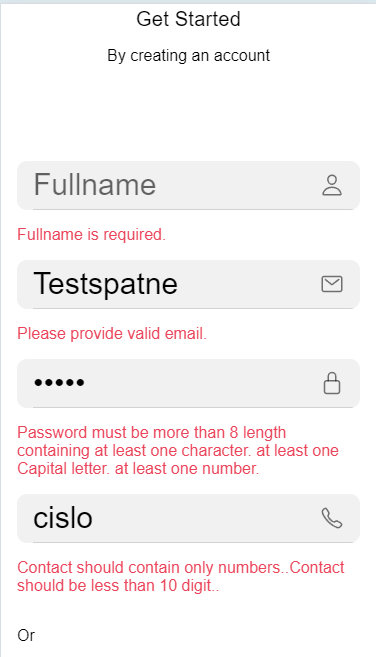 Get Started
By creating an account
Fullname
Fullname is required.
Testspatne
Please provide valid email.
•••••
Password must be more than 8 length
containing at least one character. at least one
Capital letter. at least one number.
cislo
Contact should contain only numbers..Contact
should be less than 10 digit..
Or